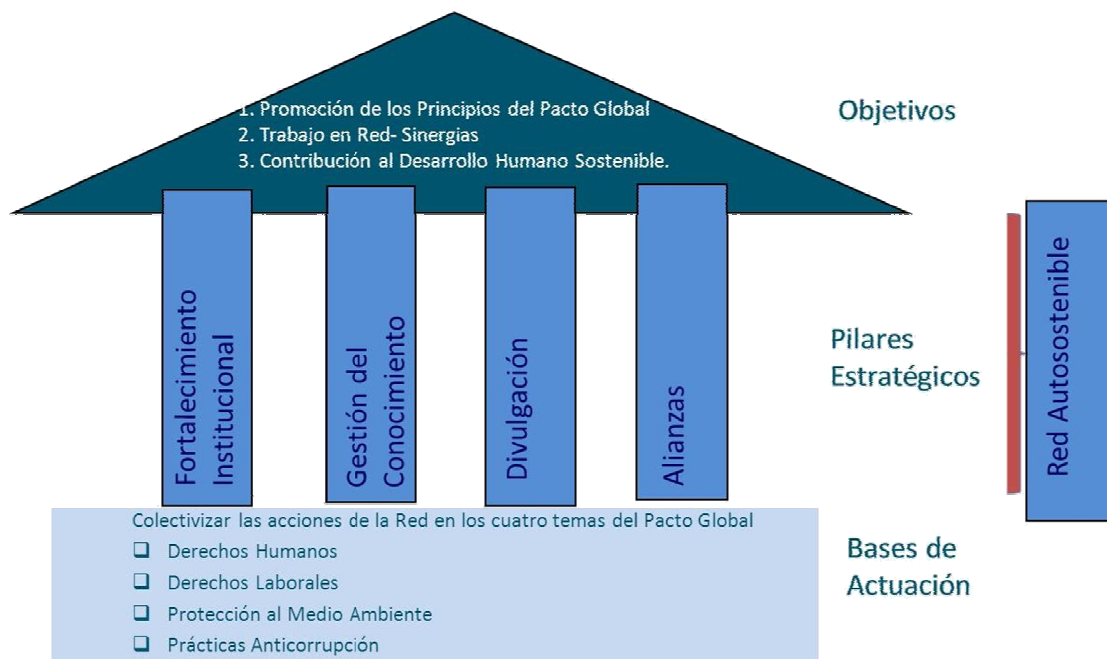 1. Promoción de los Principios del Pacto Global
2. Trabajo en Red- Sinergias
3. Contribución al Desarrollo Humano Sostenible.
Objetivos
Fortalecimiento
Institucional
Gestión del
Conocimiento
Divulgación
Alianzas
Pilares
Estratégicos
Red Autosostenible
Colectivizar las acciones de la Red en los cuatro temas del Pacto Global
Derechos Humanos
Derechos Laborales
Protección al Medio Ambiente
Prácticas Anticorrupción
Bases de
Actuación